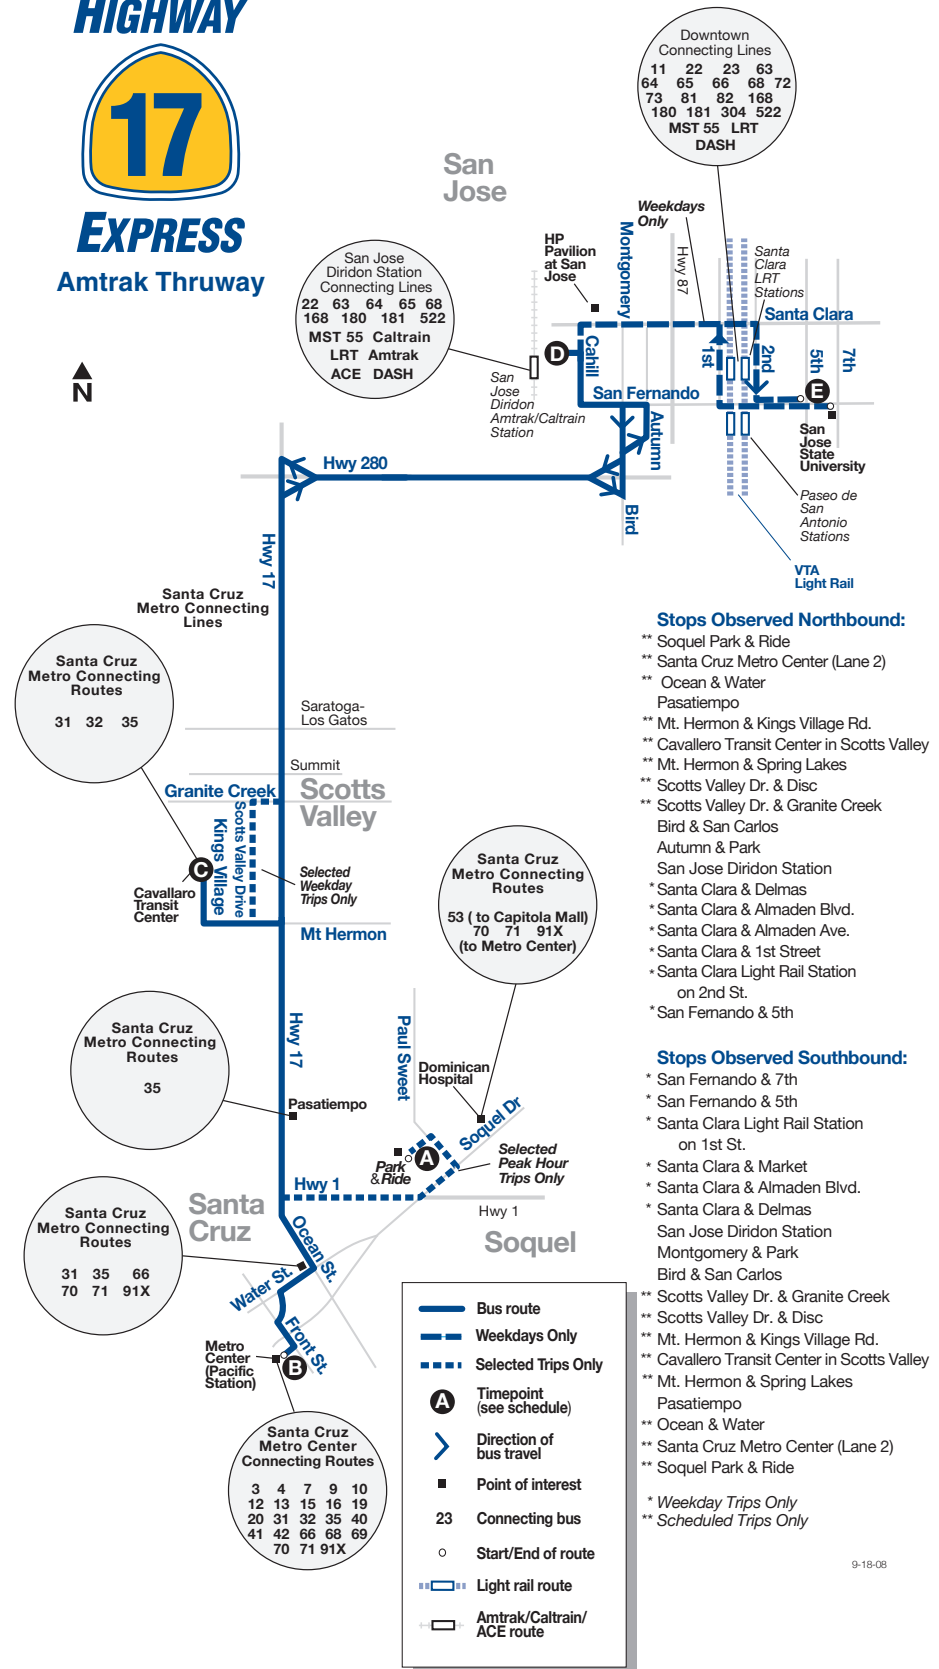 HIGHWAY
17
EXPRESS
Amtrak Thruway
N
Downtown
Connecting Lines
11 22 23 63
64 65 66 68 72
73 81 82 168
180 181 304 522
MST 55 LRT
DASH
San
Jose
San Jose
Diridon Station
Connecting Lines
22 63 64 65 68
168 180 181 522
MST 55 Caltrain
LRT Amtrak
ACE DASH
Weekdays
Only
HP
Pavilion
at San
Jose
Montgomery
Hwy 87
Santa
Clara
LRT
Stations
Santa Clara
D
Cahill
1st
2nd
5th
7th
E
San
Jose
Diridon
Amtrak/Caltrain
Station
San Fernando
Autumn
San
Jose
State
University
Hwy 280
Bird
Paseo de
San
Antonio
Stations
VTA
Light Rail
Hwy 17
Santa Cruz
Metro Connecting
Lines
Santa Cruz
Metro Connecting
Routes
31 32 35
Saratoga-
Los Gatos
Summit
Granite Creek
Scotts
Valley
Scotts Valley Drive
Kings Village
C
Cavallaro
Transit
Center
Selected
Weekday
Trips Only
Mt Hermon
Santa Cruz
Metro Connecting
Routes
53 ( to Capitola Mall)
70 71 91X
(to Metro Center)
Santa Cruz
Metro Connecting
Routes
35
Hwy 17
Pasatiempo
Paul Sweet
Dominican
Hospital
Soquel Dr
Park
&Ride
A
Selected
Peak Hour
Trips Only
Hwy 1
Hwy 1
Santa
Cruz
Soquel
Santa Cruz
Metro Connecting
Routes
31 35 66
70 71 91X
Ocean St.
Water St.
Front St.
Metro
Center
(Pacific
Station)
B
Santa Cruz
Metro Center
Connecting Routes
3 4 7 9 10
12 13 15 16 19
20 31 32 35 40
41 42 66 68 69
70 71 91X
Bus route
Weekdays Only
Selected Trips Only
A Timepoint
(see schedule)
Direction of
bus travel
Point of interest
23 Connecting bus
Start/End of route
Light rail route
Amtrak/Caltrain/
ACE route
Stops Observed Northbound:
** Soquel Park & Ride
** Santa Cruz Metro Center (Lane 2)
** Ocean & Water
Pasatiempo
** Mt. Hermon & Kings Village Rd.
** Cavallero Transit Center in Scotts Valley
** Mt. Hermon & Spring Lakes
** Scotts Valley Dr. & Disc
** Scotts Valley Dr. & Granite Creek
Bird & San Carlos
Autumn & Park
San Jose Diridon Station
* Santa Clara & Delmas
* Santa Clara & Almaden Blvd.
* Santa Clara & Almaden Ave.
* Santa Clara & 1st Street
* Santa Clara Light Rail Station
on 2nd St.
* San Fernando & 5th
Stops Observed Southbound:
* San Fernando & 7th
* San Fernando & 5th
* Santa Clara Light Rail Station
on 1st St.
* Santa Clara & Market
* Santa Clara & Almaden Blvd.
* Santa Clara & Delmas
San Jose Diridon Station
Montgomery & Park
Bird & San Carlos
** Scotts Valley Dr. & Granite Creek
** Scotts Valley Dr. & Disc
** Mt. Hermon & Kings Village Rd.
** Cavallero Transit Center in Scotts Valley
** Mt. Hermon & Spring Lakes
Pasatiempo
** Ocean & Water
** Santa Cruz Metro Center (Lane 2)
** Soquel Park & Ride
* Weekday Trips Only
** Scheduled Trips Only
9-18-08